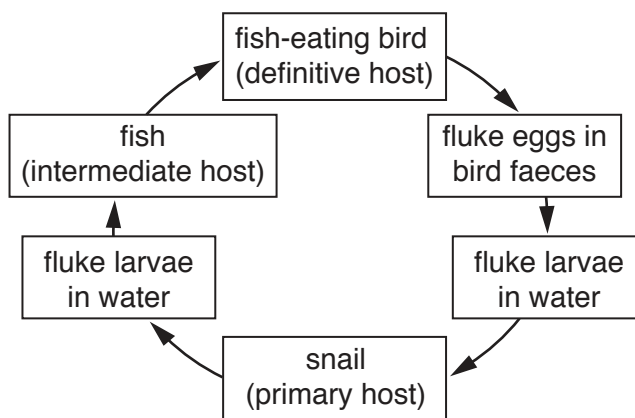 fish-eating bird
(definitive host)
fluke eggs in
bird faeces
fluke larvae
in water
snail
(primary host)
fluke larvae
in water
fish
(intermediate host)